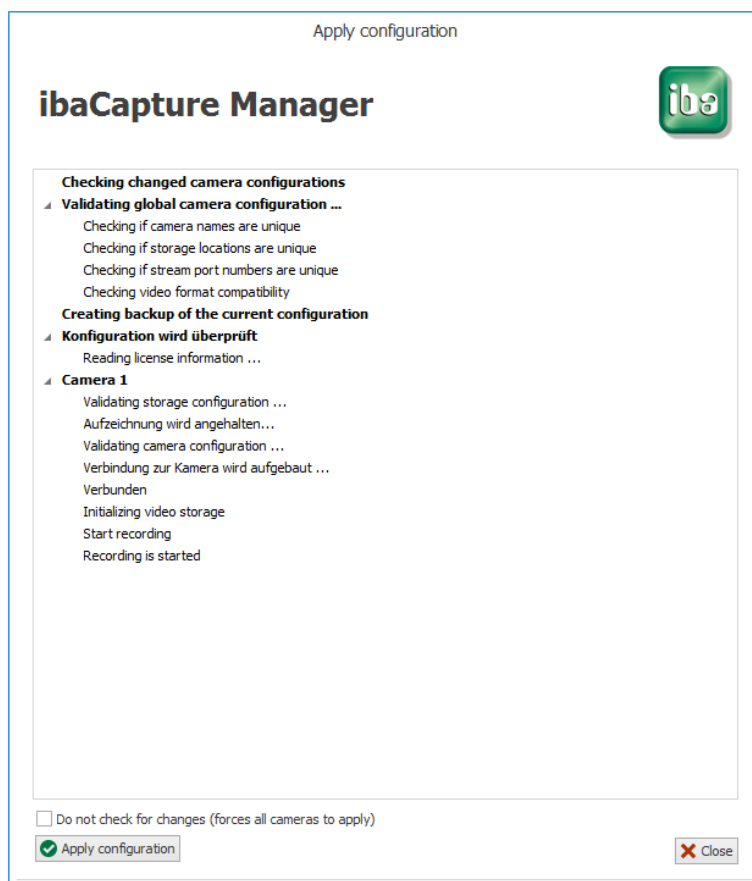 Apply configuration
ibaCapture Manager
iba
Checking changed camera configurations
Validating global camera configuration ...
Checking if camera names are unique
Checking if storage locations are unique
Checking if stream port numbers are unique
Checking video format compatibility
Creating backup of the current configuration
Konfiguration wird überprüft
Reading license information ...
Camera 1
Validating storage configuration ...
Aufzeichnung wird angehalten...
Validating camera configuration ...
Verbindung zur Kamera wird aufgebaut ...
Verbunden
Initializing video storage
Start recording
Recording is started
Do not check for changes (forces all cameras to apply)
Apply configuration
Close